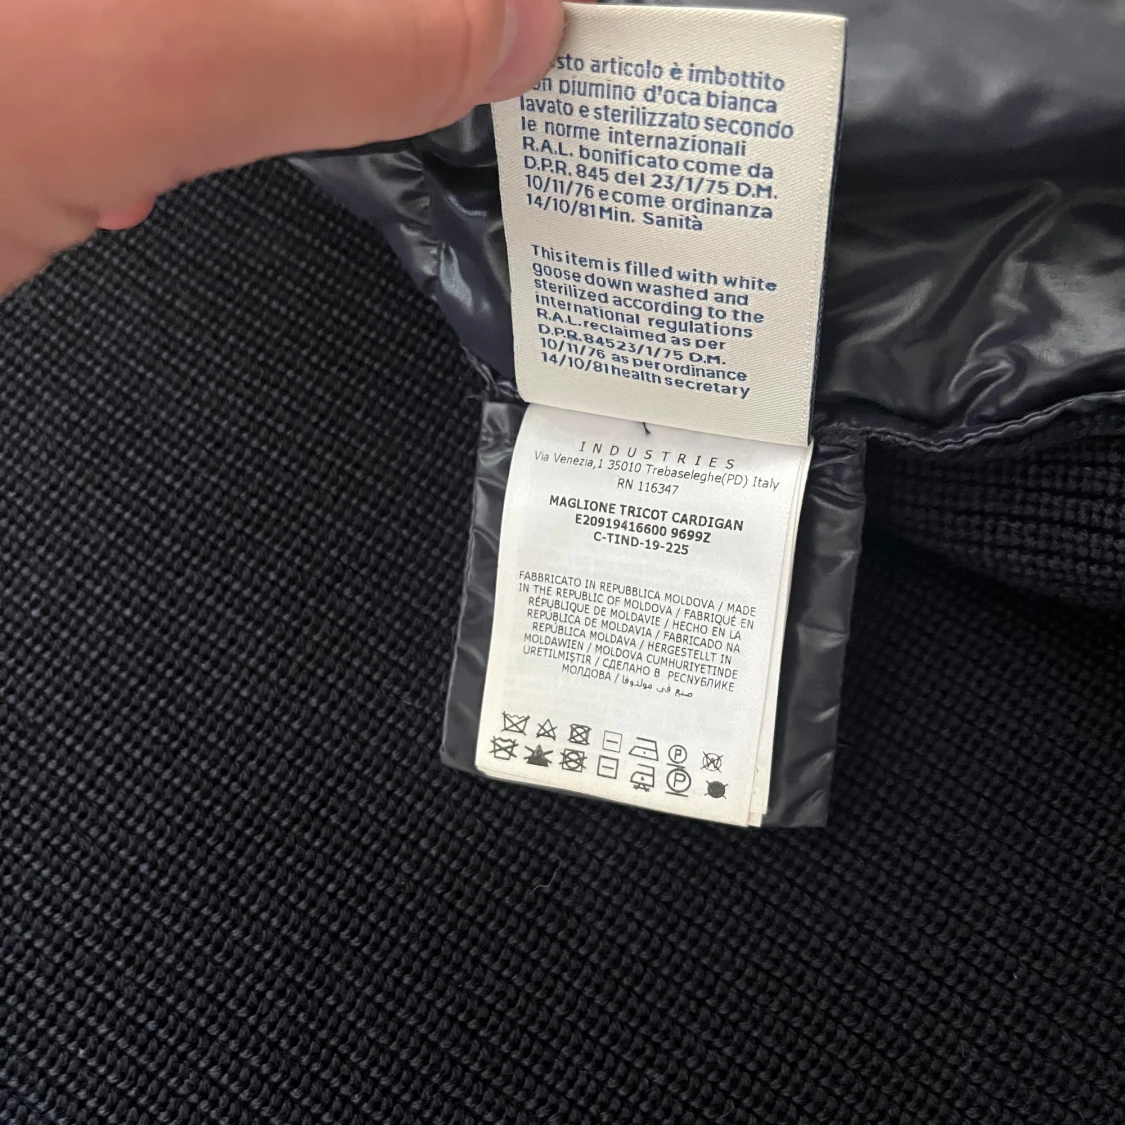 sto articolo è imbottito
n piumino d'oca bianca
lavato e sterilizzato secondo
le norme internazionali
R.A.L. bonificato come da
D.P.R. 845 del 23/1/75 D.M.
10/11/76 e come ordinanza
14/10/81 Min. Sanità
This item is filled with white
goose down washed and
sterilized according to the
international regulations
R.A.L. reclaimed as per
D.P.R. 845 23/1/75 D.M.
10/11/76 as per ordinance
14/10/81 health secretary
INDUSTRIES
Via Venezia,1 35010 Trebaseleghe(PD) Italy
RN 116347
MAGLIONE TRICOT CARDIGAN
E20919416600 9699Z
C-TIND-19-225
FABBRICATO IN REPUBBLICA MOLDOVA / MADE
IN THE REPUBLIC OF MOLDOVA / FABRIQUÉ EN
RÉPUBLIQUE DE MOLDAVIE / HECHO EN LA
REPÚBLICA DE MOLDAVIA / FABRICADO NA
REPÚBLICA MOLDAVA / HERGESTELLT IN
MOLDAWIEN / MOLDOVA CUMHURIYETINDE
ÜRETILMIŞTIR / СДЕЛАНО В РЕСПУБЛИКЕ
МОЛДОВА / صنع في مولدوفا
P
W
P